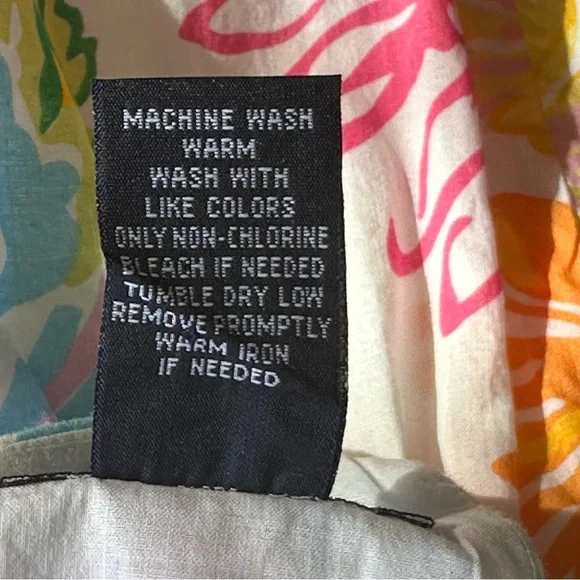 MACHINE WASH
WARM
WASH WITH
LIKE COLORS
ONLY NON-CHLORINE
BLEACH IF NEEDED
TUMBLE DRY LOW
REMOVE PROMPTLY
WARM IRON
IF NEEDED